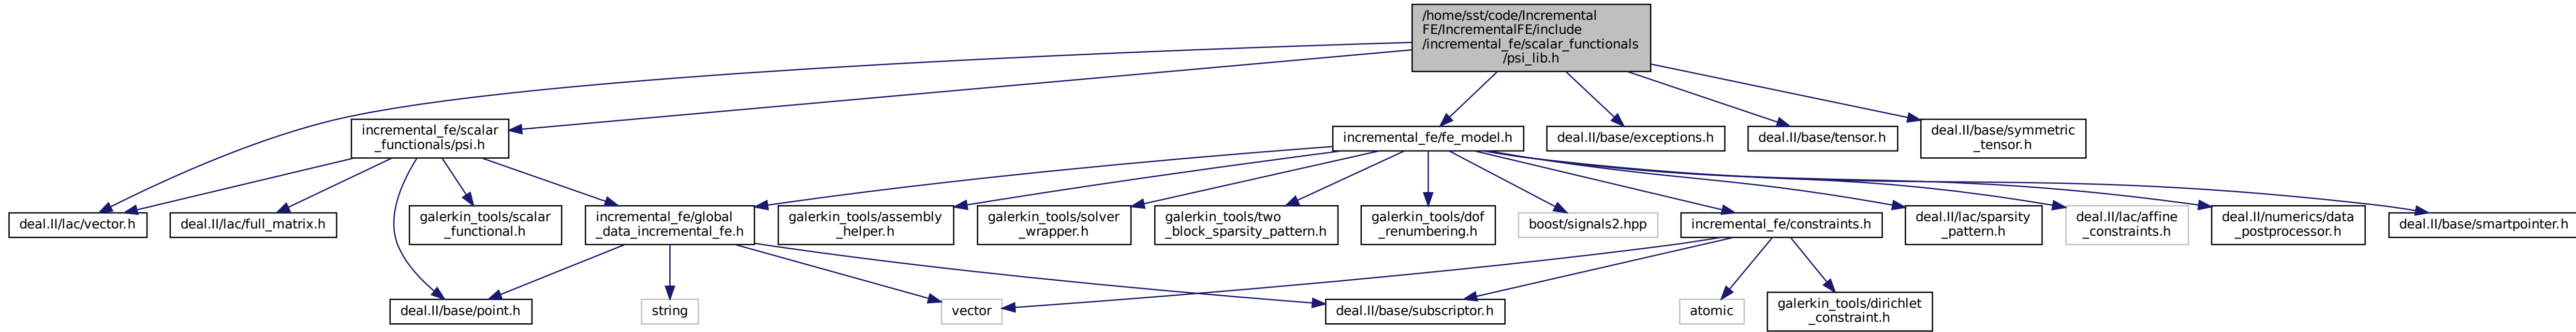 /home/sst/code/Incremental
FE/IncrementalFE/include
/incremental_fe/scalar_functionals
/psi_lib.h
incremental_fe/scalar
_functionals/psi.h
incremental_fe/fe_model.h
deal.II/base/exceptions.h
deal.II/base/tensor.h
deal.II/base/symmetric
_tensor.h
deal.II/lac/vector.h
deal.II/lac/full_matrix.h
galerkin_tools/scalar
_functional.h
incremental_fe/global
_data_incremental_fe.h
galerkin_tools/assembly
_helper.h
galerkin_tools/solver
_wrapper.h
galerkin_tools/two
_block_sparsity_pattern.h
galerkin_tools/dof
_renumbering.h
boost/signals2.hpp
incremental_fe/constraints.h
deal.II/lac/sparsity
_pattern.h
deal.II/lac/affine
_constraints.h
deal.II/numerics/data
_postprocessor.h
deal.II/base/smartpointer.h
deal.II/base/point.h
string
vector
deal.II/base/subscriptor.h
atomic
galerkin_tools/dirichlet
_constraint.h